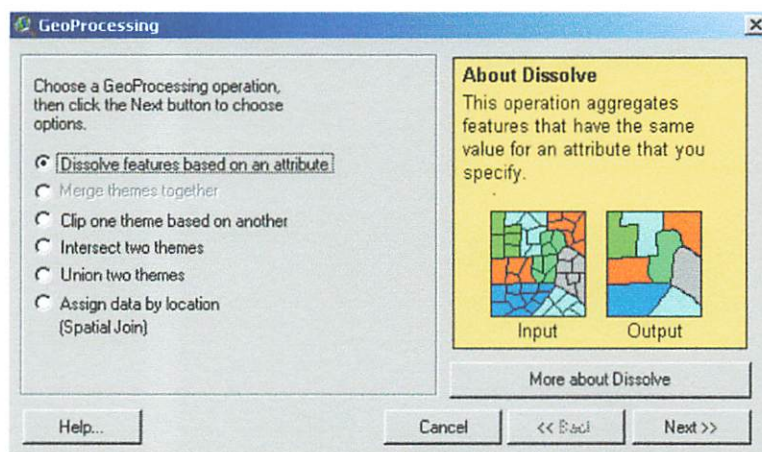 GeoProcessing
Choose a GeoProcessing operation,
then click the Next button to choose
options.
Dissolve features based on an attribute
Merge themes together
Clip one theme based on another
Intersect two themes
Union two themes
Assign data by location
(Spatial Join)
About Dissolve
This operation aggregates
features that have the same
value for an attribute that you
specify.
Input
Output
More about Dissolve
Help...
Cancel
<< Back
Next >>